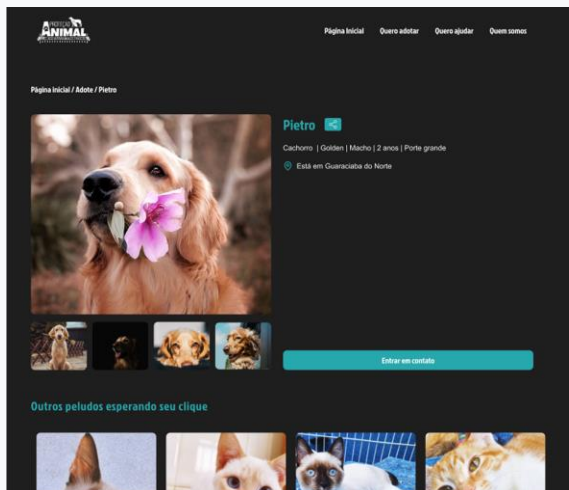 PROTEÇÃO
ANIMAL
Página Inicial
Quero adotar
Quero ajudar
Quem somos
Página Inicial / Adote / Pietro
Pietro
Cachorro | Golden | Macho | 2 anos | Porte grande
Está em Guaraciaba do Norte
Entrar em contato
Outros peludos esperando seu clique